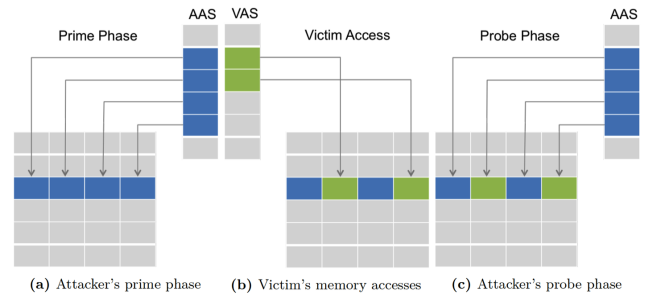 AAS VAS AAS
Prime Phase Victim Access Probe Phase
(a) Attacker's prime phase (b) Victim's memory accesses (c) Attacker's probe phase